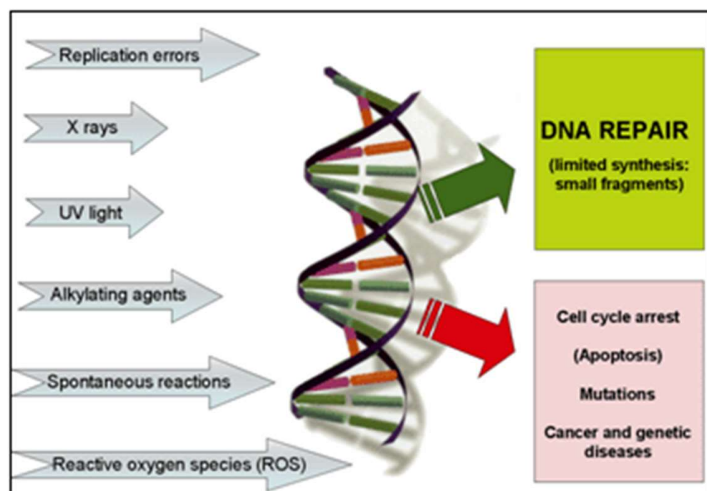 Replication errors
X rays
UV light
Alkylating agents
Spontaneous reactions
Reactive oxygen species (ROS)
DNA REPAIR
(limited synthesis:
small fragments)
Cell cycle arrest
(Apoptosis)
Mutations
Cancer and genetic
diseases